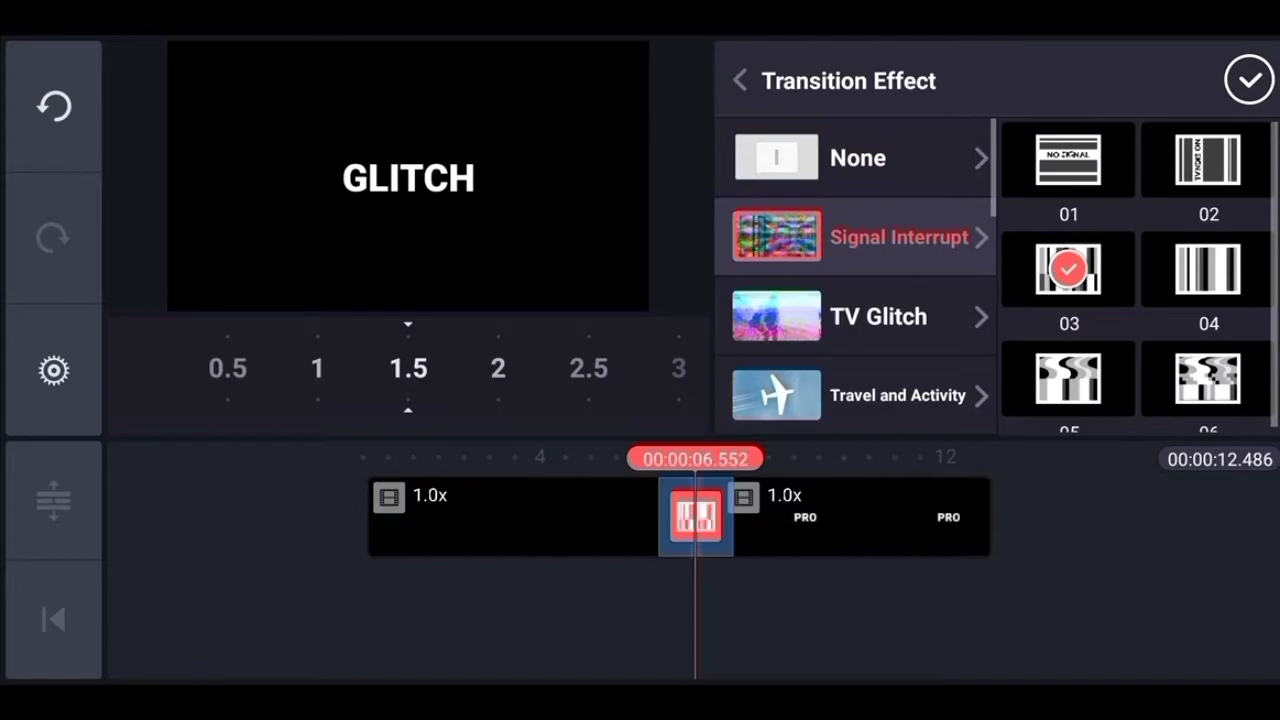 Transition Effect
GLITCH
None
Signal Interrupt
TV Glitch
Travel and Activity
NO SIGNAL
NO SIGNAL
01
02
03
04
05
06
0.5 1 1.5 2 2.5 3
4
00:00:06.552
12
00:00:12.486
1.0x
1.0x
PRO
PRO